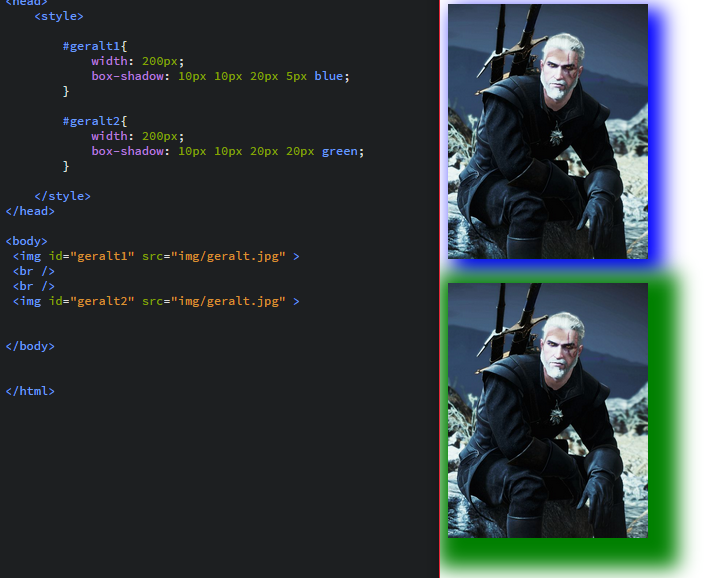 <head>
<style>
#geralt1{
width: 200px;
box-shadow: 10px 10px 20px 5px blue;
}
#geralt2{
width: 200px;
box-shadow: 10px 10px 20px 20px green;
}
</style>
</head>
<body>
<img id="geralt1" src="img/geralt.jpg" >
<br />
<br />
<img id="geralt2" src="img/geralt.jpg" >
</body>
</html>